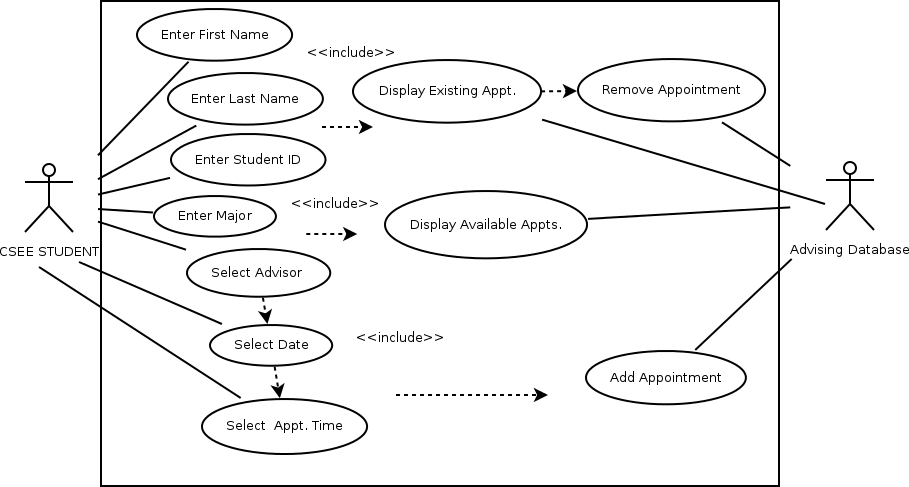 Enter First Name
<<include>>
Display Existing Appt.
Remove Appointment
Enter Last Name
Enter Student ID
Enter Major
<<include>>
Display Available Appts.
CSEE STUDENT
Advising Database
Select Advisor
Select Date
<<include>>
Add Appointment
Select  Appt. Time